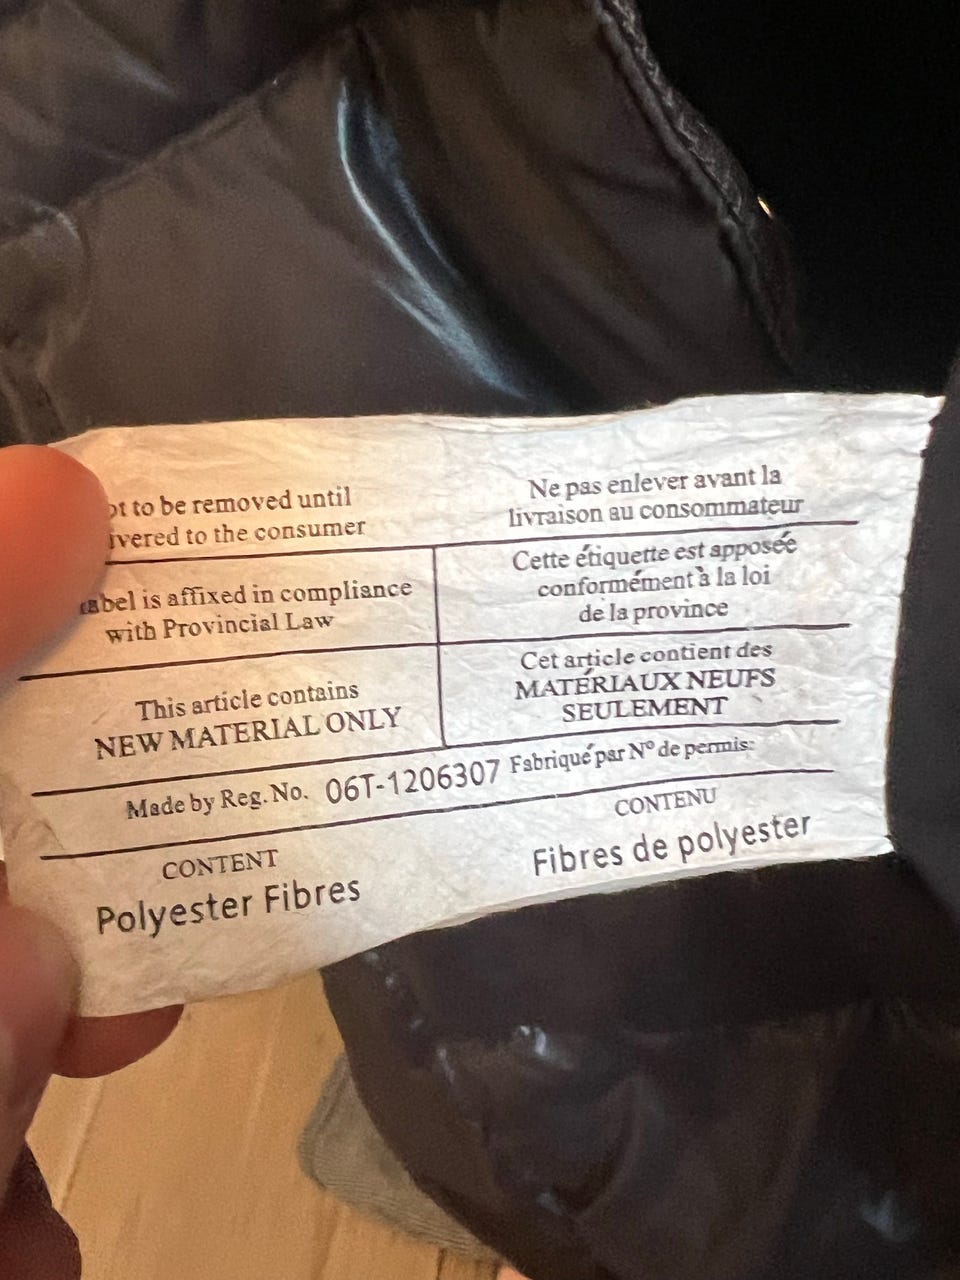 to be removed until
to the consumer
is affixed in compliance
with Provincial Law
This article contains
NEW MATERIAL ONLY
Ne pas enlever avant la
livraison au consommateur
Cette étiquette est apposée
conformément à la loi
de la province
Cet article contient des
MATÉRIAUX NEUFS
SEULEMENT
Made by Reg. No. 06T-1206307 Fabriqué par Nº de permis:
CONTENT
Polyester Fibres
CONTENU
Fibres de polyester